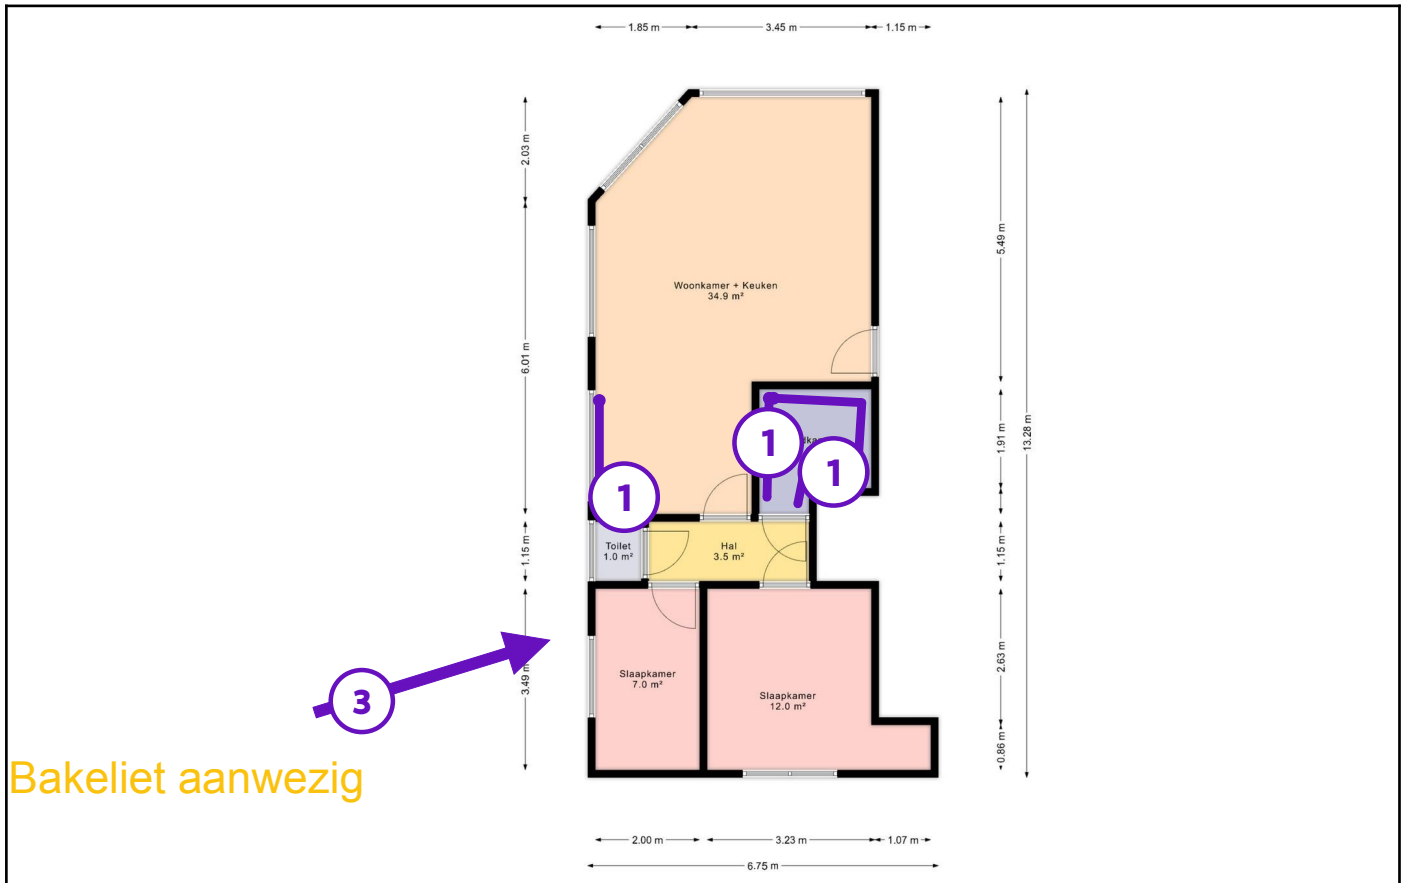 1.85 m
3.45 m
1.15 m
2.03 m
5.49 m
Woonkamer + Keuken
34.9 m²
6.01 m
1.91 m
13.28 m
1
1
1
Toilet
1.0 m²
Hal
3.5 m²
1.15 m
1.15 m
3
3.49 m
Slaapkamer
7.0 m²
Slaapkamer
12.0 m²
2.63 m
0.86 m
Bakeliet aanwezig
2.00 m
3.23 m
1.07 m
6.75 m